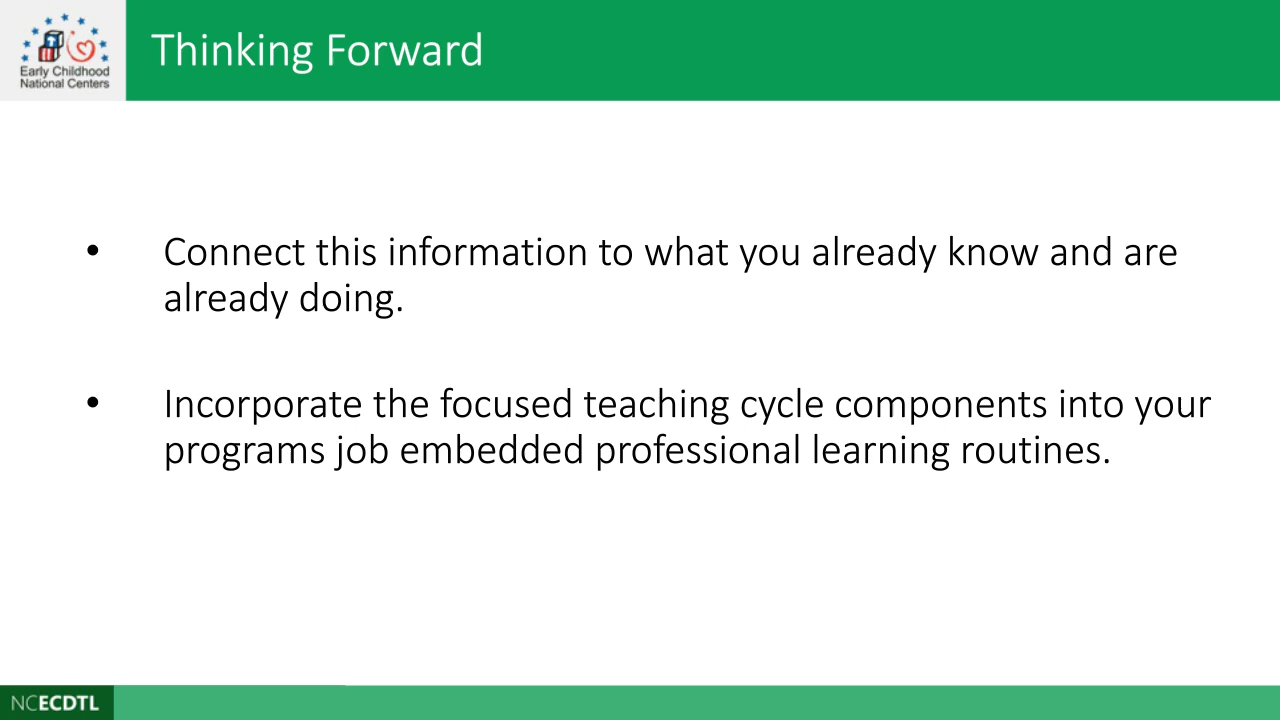 Early Childhood
National Centers
Thinking Forward
• Connect this information to what you already know and are
already doing.
• Incorporate the focused teaching cycle components into your
programs job embedded professional learning routines.
NCECDTL